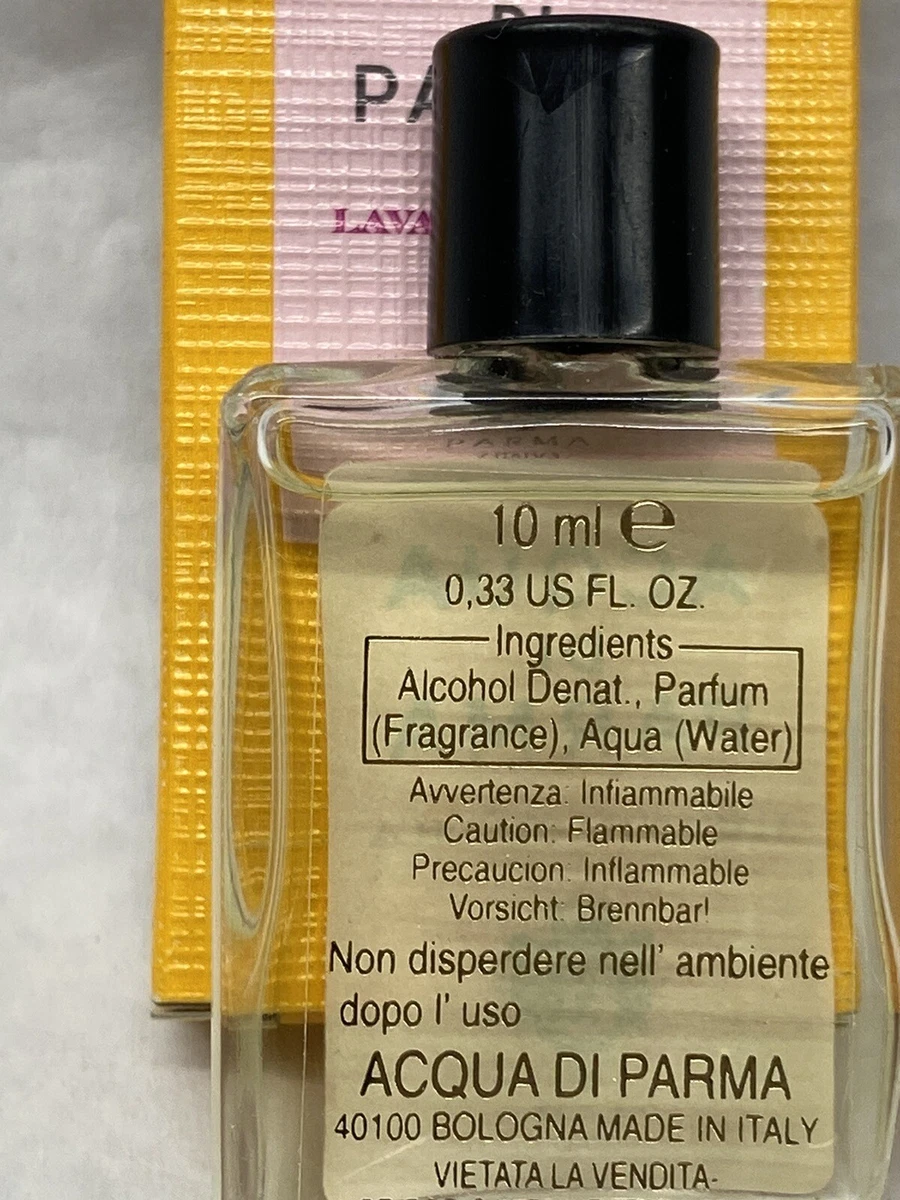 PA
LAVA
10 ml ℮
0,33 US FL. OZ.
Ingredients
Alcohol Denat., Parfum
(Fragrance), Aqua (Water)
Avvertenza: Infiammabile
Caution: Flammable
Precaucion: Inflammable
Vorsicht: Brennbar!
Non disperdere nell' ambiente
dopo l' uso
ACQUA DI PARMA
40100 BOLOGNA MADE IN ITALY
VIETATA LA VENDITA-